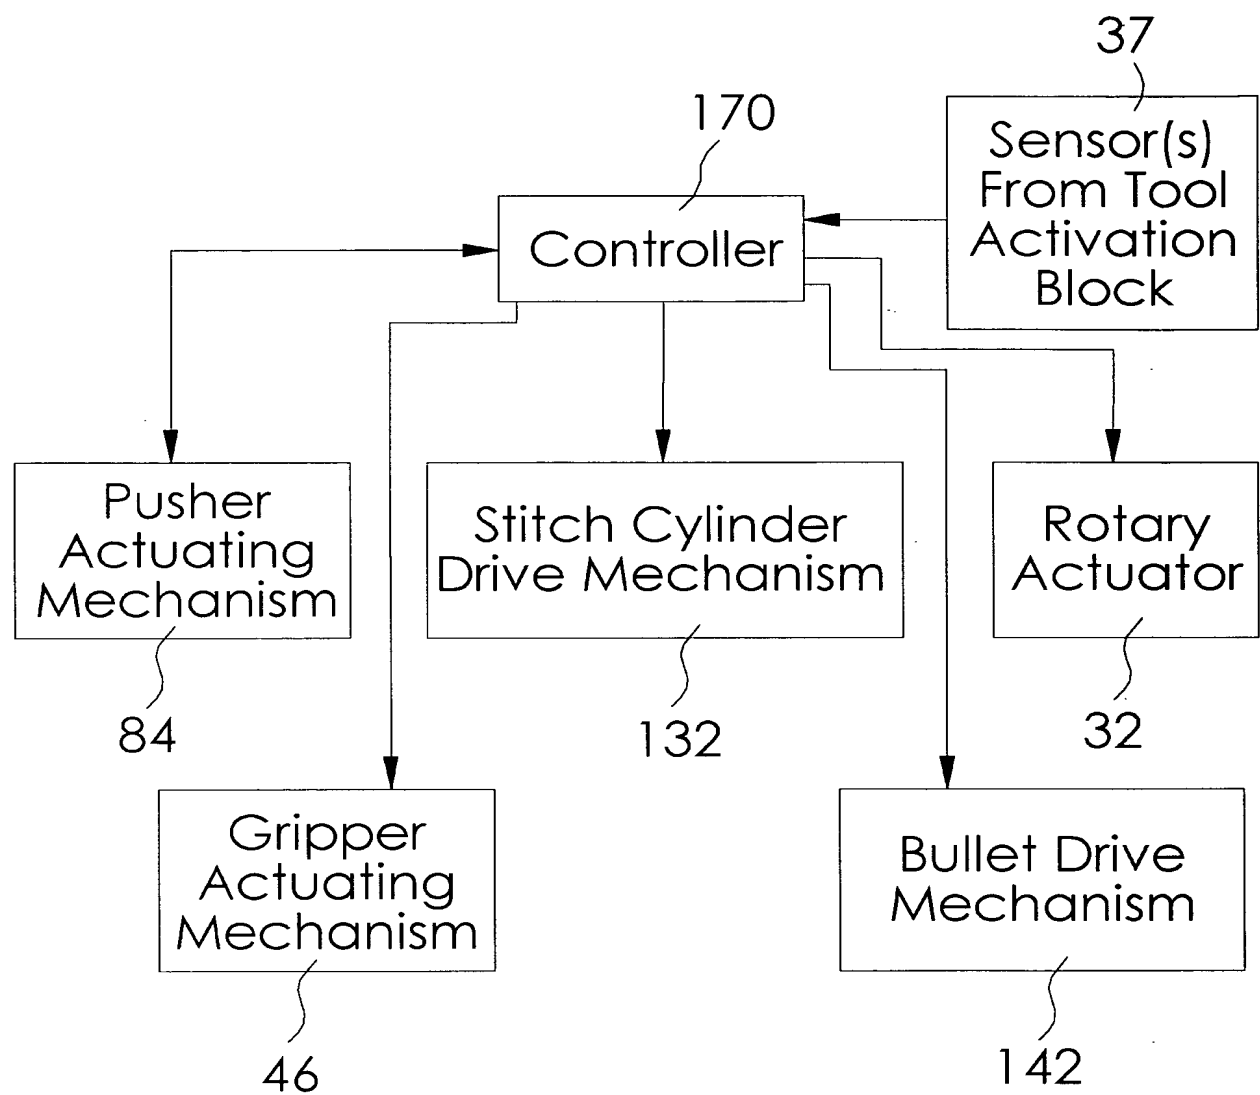 37
Sensor(s)
From Tool
Activation
Block
170
Controller
Pusher
Actuating
Mechanism
84
Stitch Cylinder
Drive Mechanism
132
Rotary
Actuator
32
Gripper
Actuating
Mechanism
46
Bullet Drive
Mechanism
142